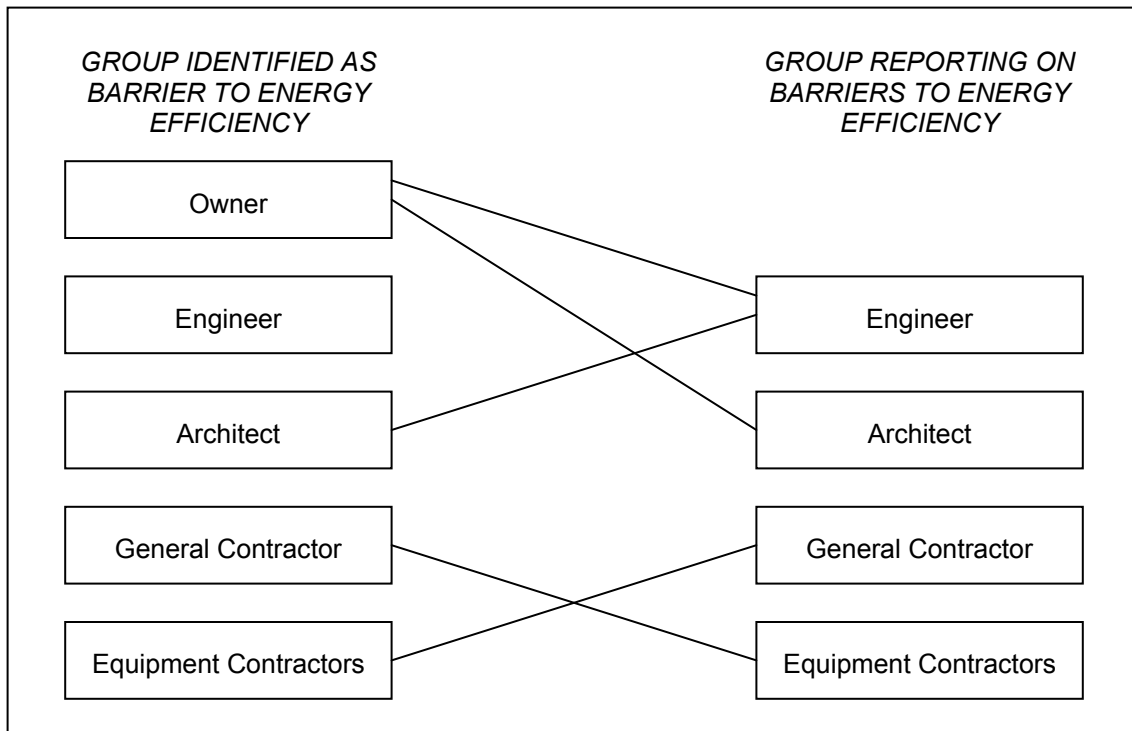 GROUP IDENTIFIED AS
BARRIER TO ENERGY
EFFICIENCY
GROUP REPORTING ON
BARRIERS TO ENERGY
EFFICIENCY
Owner
Engineer
Engineer
Architect
Architect
General Contractor
General Contractor
Equipment Contractors
Equipment Contractors